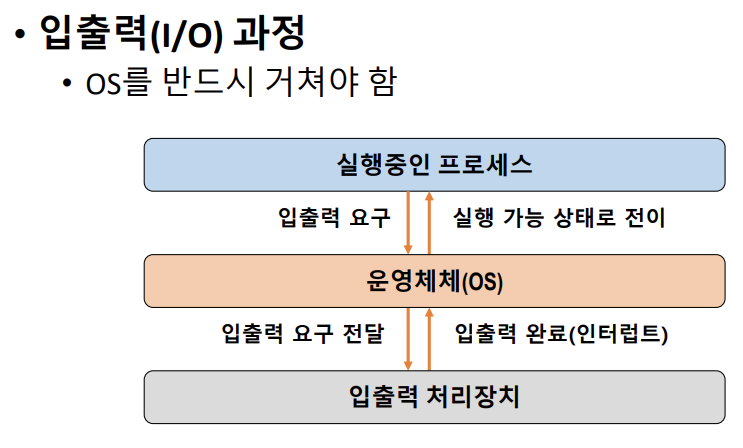 • 입출력(I/O) 과정
• OS를 반드시 거쳐야 함
실행중인 프로세스
입출력 요구 실행 가능 상태로 전이
운영체체(OS)
입출력 요구 전달 입출력 완료(인터럽트)
입출력 처리장치